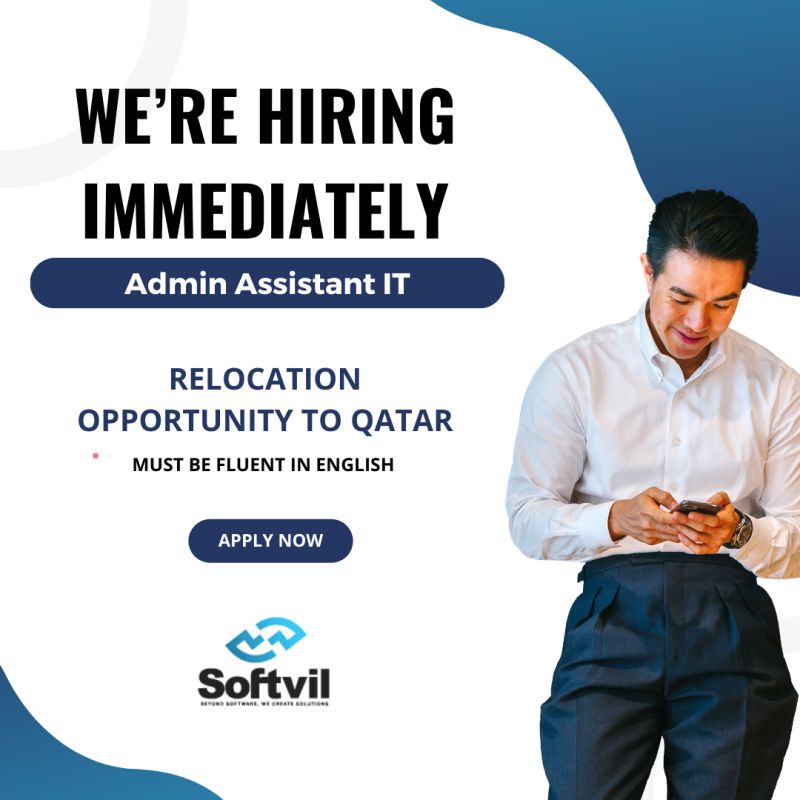 WE’RE HIRING
IMMEDIATELY
Admin Assistant IT
RELOCATION
OPPORTUNITY TO QATAR
MUST BE FLUENT IN ENGLISH
APPLY NOW
Softvil
BEYOND SOFTWARE, WE CREATE SOLUTIONS